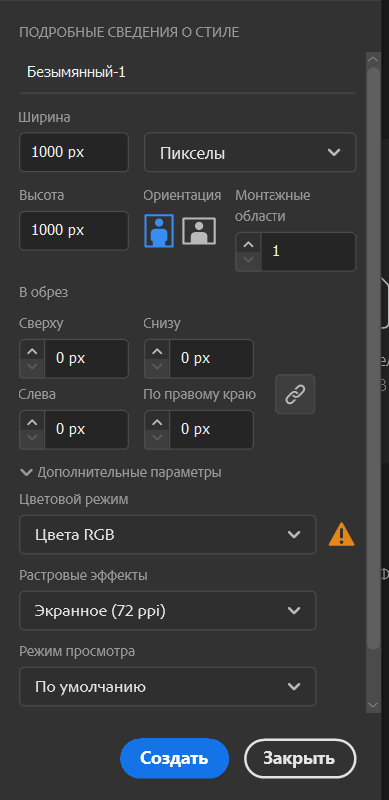 ПОДРОБНЫЕ СВЕДЕНИЯ О СТИЛЕ
Безымянный-1
Ширина
1000 px
Пикселы
Высота
Ориентация
Монтажные
области
1000 px
1
В обрез
Сверху
Снизу
0 px
0 px
Слева
По правому краю
0 px
0 px
Дополнительные параметры
Цветовой режим
Цвета RGB
Растровые эффекты
Экранное (72 ppi)
Режим просмотра
По умолчанию
Создать
Закрыть